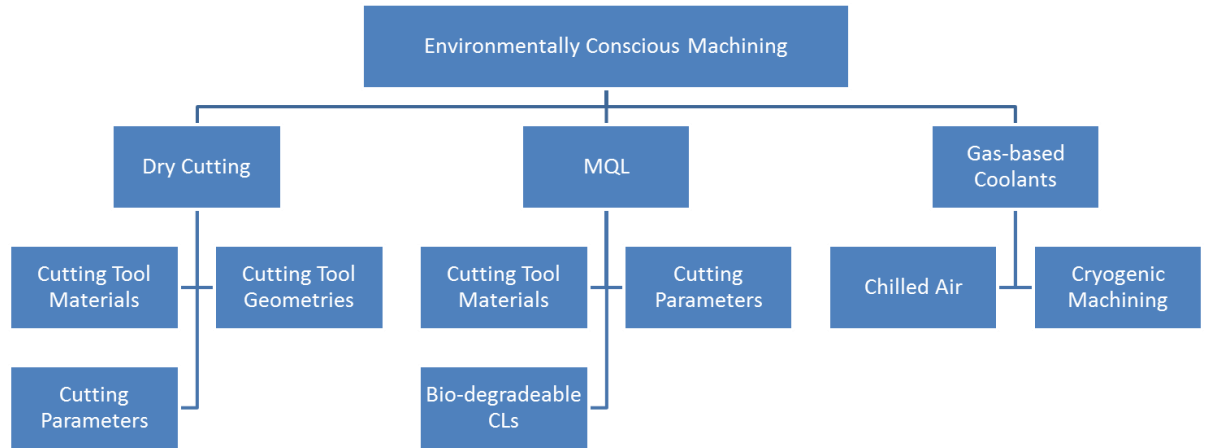 Environmentally Conscious Machining
Dry Cutting
MQL
Gas-based
Coolants
Cutting Tool
Materials
Cutting Tool
Geometries
Cutting Tool
Materials
Cutting
Parameters
Chilled Air
Cryogenic
Machining
Cutting
Parameters
Bio-degradeable
CLs